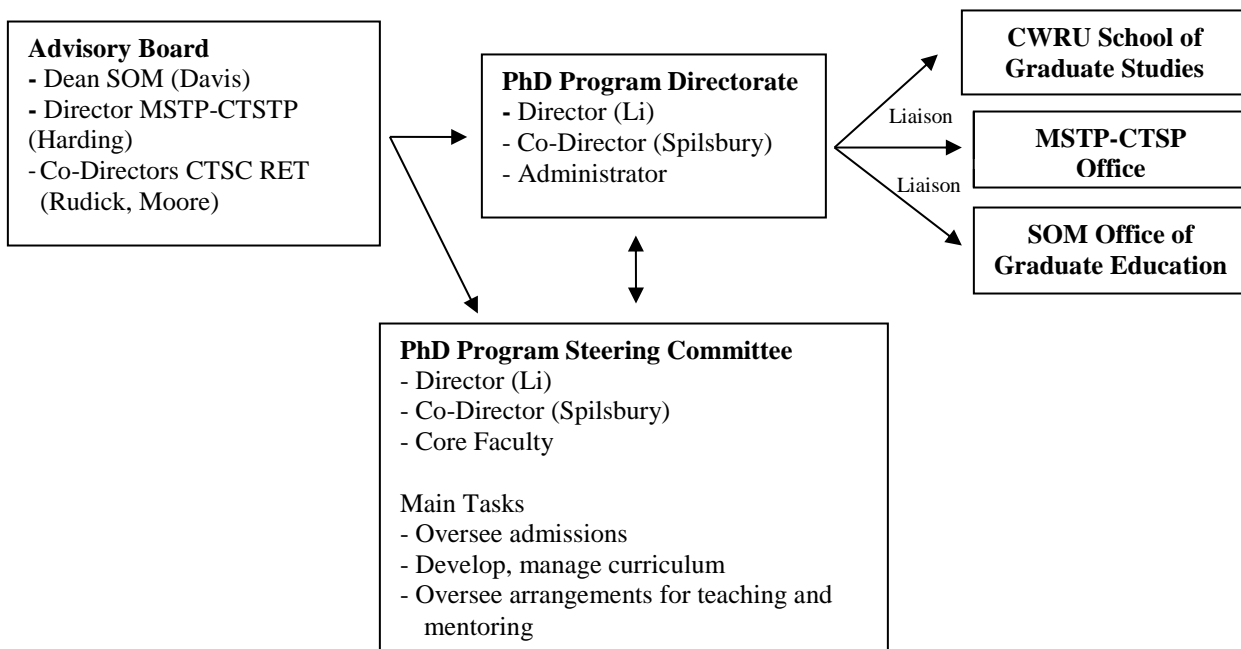 Advisory Board
- Dean SOM (Davis)
- Director MSTP-CTSTP
(Harding)
- Co-Directors CTSC RET
(Rudick, Moore)
PhD Program Directorate
- Director (Li)
- Co-Director (Spilsbury)
- Administrator
Liaison
Liaison
CWRU School of
Graduate Studies
MSTP-CTSP
Office
SOM Office of
Graduate Education
PhD Program Steering Committee
- Director (Li)
- Co-Director (Spilsbury)
- Core Faculty
Main Tasks
- Oversee admissions
- Develop, manage curriculum
- Oversee arrangements for teaching and
mentoring